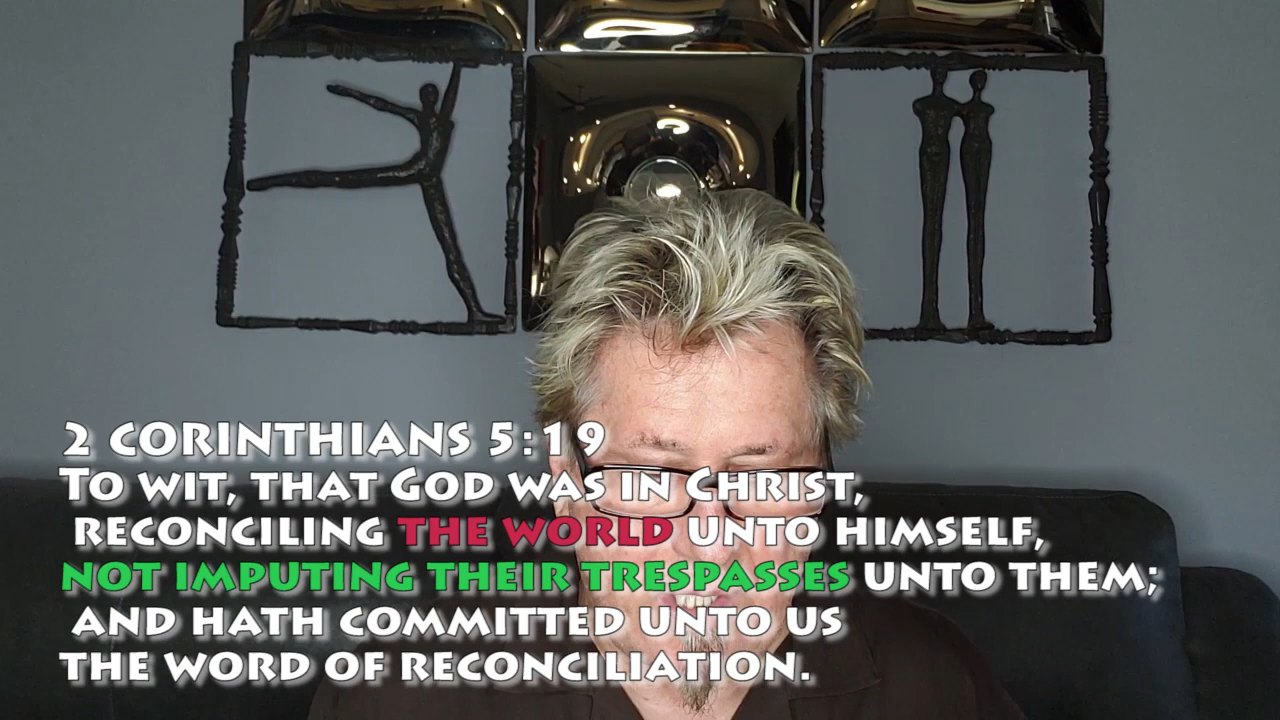 2 CORINTHIANS 5:19
TO WIT, THAT GOD WAS IN CHRIST,
RECONCILING THE WORLD UNTO HIMSELF,
NOT IMPUTING THEIR TRESPASSES UNTO THEM;
AND HATH COMMITTED UNTO US
THE WORD OF RECONCILIATION.